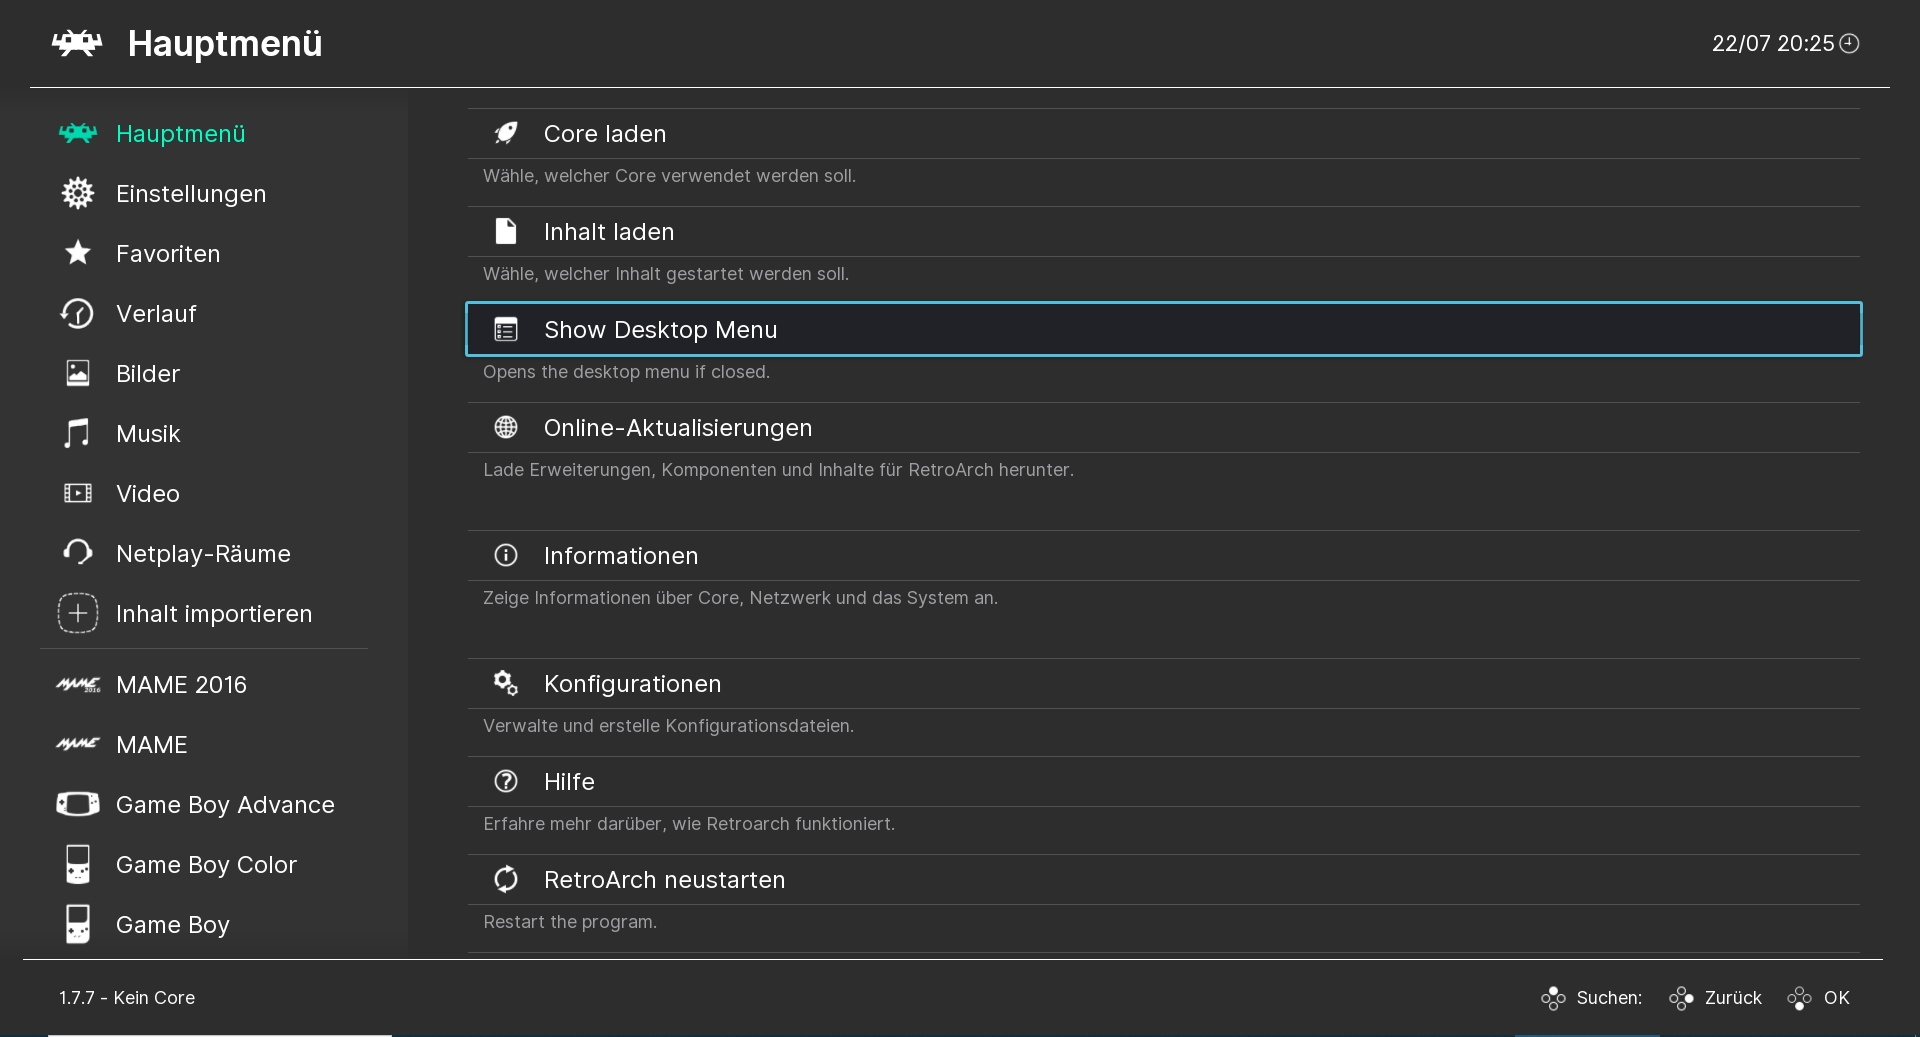 Hauptmenü
22/07 20:25
Hauptmenü
Einstellungen
Favoriten
Verlauf
Bilder
Musik
Video
Netplay-Räume
Inhalt importieren
MAME 2016
MAME
Game Boy Advance
Game Boy Color
Game Boy
Core laden
Wähle, welcher Core verwendet werden soll.
Inhalt laden
Wähle, welcher Inhalt gestartet werden soll.
Show Desktop Menu
Opens the desktop menu if closed.
Online-Aktualisierungen
Lade Erweiterungen, Komponenten und Inhalte für RetroArch herunter.
Informationen
Zeige Informationen über Core, Netzwerk und das System an.
Konfigurationen
Verwalte und erstelle Konfigurationsdateien.
Hilfe
Erfahre mehr darüber, wie Retroarch funktioniert.
RetroArch neustarten
Restart the program.
1.7.7 - Kein Core
Suchen:
Zurück
OK